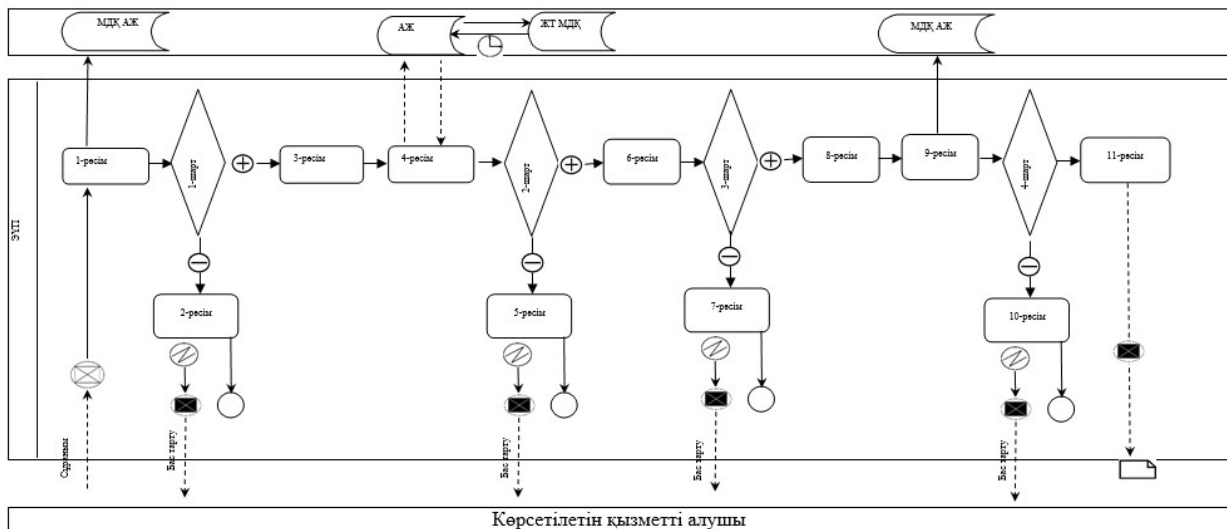 МДҚ АЖ
АЖ
ЖТ МДҚ
МДҚ АЖ
ЭҮП
1-рәсім
1-шарт
3-рәсім
4-рәсім
2-шарт
6-рәсім
3-шарт
8-рәсім
9-рәсім
4-шарт
11-рәсім
2-рәсім
5-рәсім
7-рәсім
10-рәсім
Сұраным
Бас тарту
Бас тарту
Бас тарту
Бас тарту
Көрсетілетін қызметті алушы